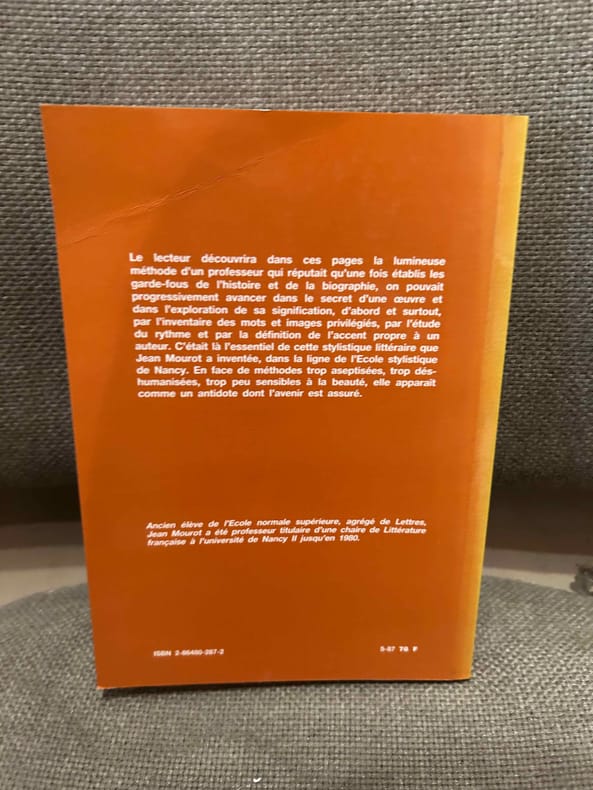 Le lecteur découvrira dans ces pages la lumineuse
méthode d'un professeur qui réputait qu'une fois établis les
garde-fous de l'histoire et de la biographie, on pouvait
progressivement avancer dans le secret d'une œuvre et
dans l'exploration de sa signification, d'abord et surtout,
par l'inventaire des mots et images privilégiés, par l'étude
du rythme et par la définition de l'accent propre à un
auteur. C'était là l'essentiel de cette stylistique littéraire que
Jean Mourot a inventée, dans la ligne de l'Ecole stylistique
de Nancy. En face de méthodes trop aseptisées, trop dés-
humanisées, trop peu sensibles à la beauté, elle apparaît
comme un antidote dont l'avenir est assuré.
Ancien élève de l'Ecole normale supérieure, agrégé de Lettres,
Jean Mourot a été professeur titulaire d'une chaire de Littérature
française à l'université de Nancy II jusqu'en 1980.
ISBN 2-86480-287-2 5-87 78 F